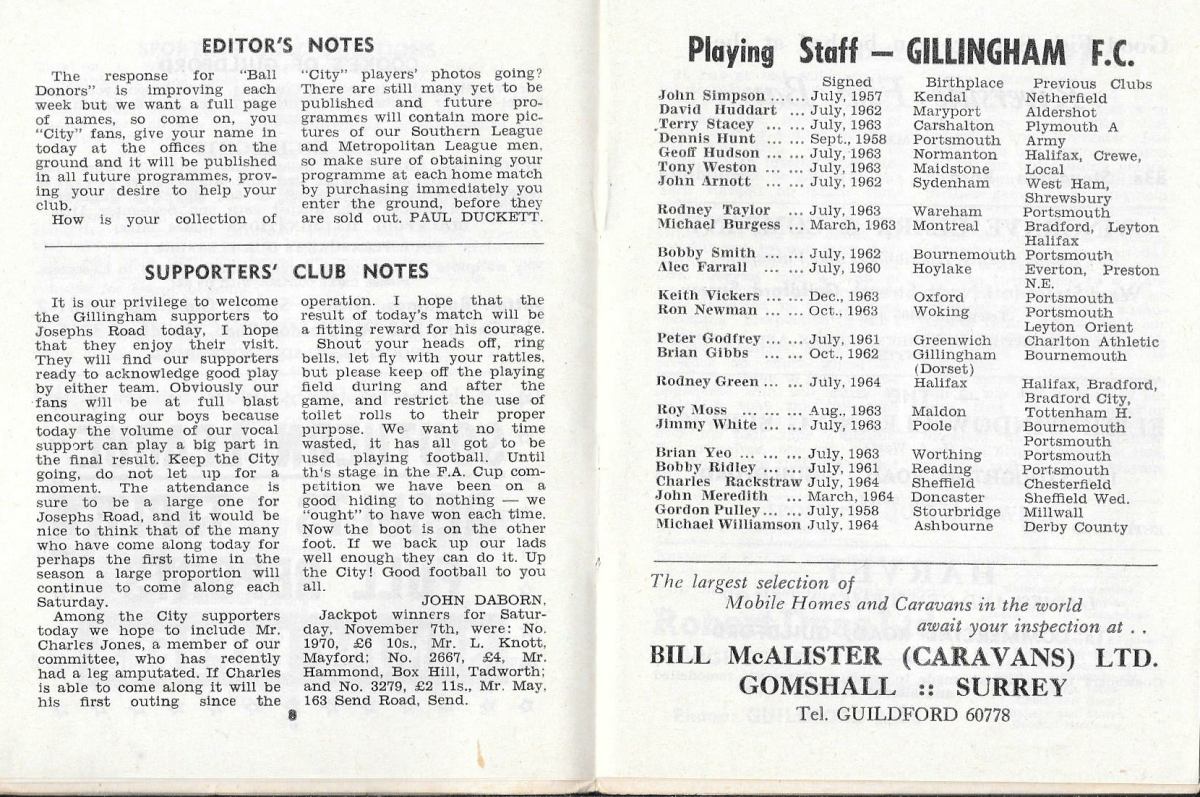 EDITOR'S NOTES
The response for "Ball
Donors" is improving each
week but we want a full page
of names, so come on, you
"City" fans, give your name in
today at the offices on the
ground and it will be published
in all future programmes, prov-
ing your desire to help your
club.
How is your collection of
"City" players' photos going?
There are still many yet to be
published and future pro-
grammes will contain more pic-
tures of our Southern League
and Metropolitan League men,
so make sure of obtaining your
programme at each home match
by purchasing immediately you
enter the ground, before they
are sold out. PAUL DUCKETT.
SUPPORTERS' CLUB NOTES
It is our privilege to welcome
the Gillingham supporters to
Josephs Road today, I hope
that they enjoy their visit.
They will find our supporters
ready to acknowledge good play
by either team. Obviously our
fans will be at full blast
encouraging our boys because
today the volume of our vocal
support can play a big part in
the final result. Keep the City
going, do not let up for a
moment. The attendance is
sure to be a large one for
Josephs Road, and it would be
nice to think that of the many
who have come along today for
perhaps the first time in the
season a large proportion will
continue to come along each
Saturday.
Among the City supporters
today we hope to include Mr.
Charles Jones, a member of our
committee, who has recently
had a leg amputated. If Charles
is able to come along it will be
his first outing since the
operation. I hope that the
result of today's match will be
a fitting reward for his courage.
Shout your heads off, ring
bells, let fly with your rattles,
but please keep off the playing
field during and after the
game, and restrict the use of
toilet rolls to their proper
purpose. We want no time
wasted, it has all got to be
used playing football. Until
this stage in the F.A. Cup com-
petition we have been on a
good hiding to nothing — we
"ought" to have won each time.
Now the boot is on the other
foot. If we back up our lads
well enough they can do it. Up
the City! Good football to you
all.
JOHN DABORN.
Jackpot winners for Satur-
day, November 7th, were: No.
1970, £6 10s., Mr. L. Knott,
Mayford; No. 2667, £4, Mr.
Hammond, Box Hill, Tadworth;
and No. 3279, £2 11s., Mr. May,
163 Send Road, Send.
8
Playing Staff — GILLINGHAM F.C.
Signed Birthplace Previous Clubs
John Simpson ... ... July, 1957 Kendal Netherfield
David Huddart ... July, 1962 Maryport Aldershot
Terry Stacey ... July, 1963 Carshalton Plymouth A
Dennis Hunt ... ... Sept., 1958 Portsmouth Army
Geoff Hudson ... ... July, 1963 Normanton Halifax, Crewe,
Tony Weston ... ... July, 1963 Maidstone Local
John Arnott ... ... July, 1962 Sydenham West Ham,
Shrewsbury
Rodney Taylor ... July, 1963 Wareham Portsmouth
Michael Burgess ... March, 1963 Montreal Bradford, Leyton
Halifax
Bobby Smith ... ... July, 1962 Bournemouth Portsmouth
Alec Farrall ... ... July, 1960 Hoylake Everton, Preston
N.E.
Keith Vickers ... ... Dec., 1963 Oxford Portsmouth
Ron Newman ... ... Oct., 1963 Woking Portsmouth
Leyton Orient
Peter Godfrey ... ... July, 1961 Greenwich Charlton Athletic
Brian Gibbs ... ... Oct., 1962 Gillingham Bournemouth
(Dorset)
Rodney Green ... ... July, 1964 Halifax Halifax, Bradford,
Bradford City,
Roy Moss ... ... ... Aug., 1963 Maldon Tottenham H.
Jimmy White ... ... July, 1963 Poole Bournemouth
Portsmouth
Brian Yeo ... ... ... July, 1963 Worthing Portsmouth
Bobby Ridley ... ... July, 1961 Reading Portsmouth
Charles Rackstraw July, 1964 Sheffield Chesterfield
John Meredith ... March, 1964 Doncaster Sheffield Wed.
Gordon Pulley ... ... July, 1958 Stourbridge Millwall
Michael Williamson July, 1964 Ashbourne Derby County
The largest selection of
Mobile Homes and Caravans in the world
await your inspection at . .
BILL McALISTER (CARAVANS) LTD.
GOMSHALL :: SURREY
Tel. GUILDFORD 60778